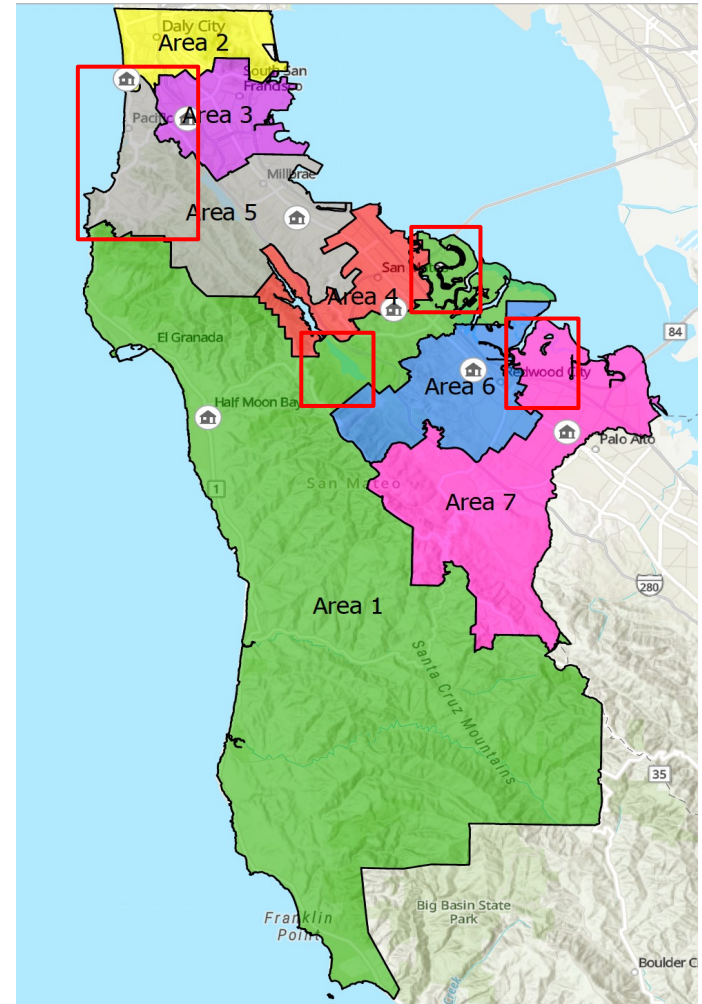 Daly City
Area 2
South San
Francisco
Pacific
Area 3
Millbrae
Area 5
San Mateo
Area 4
El Granada
84
Redwood City
Area 6
Half Moon Bay
Palo Alto
San Mateo
1
Area 7
280
Area 1
Santa Cruz Mountains
35
Big Basin State
Park
Franklin
Point
Boulder C
Creek